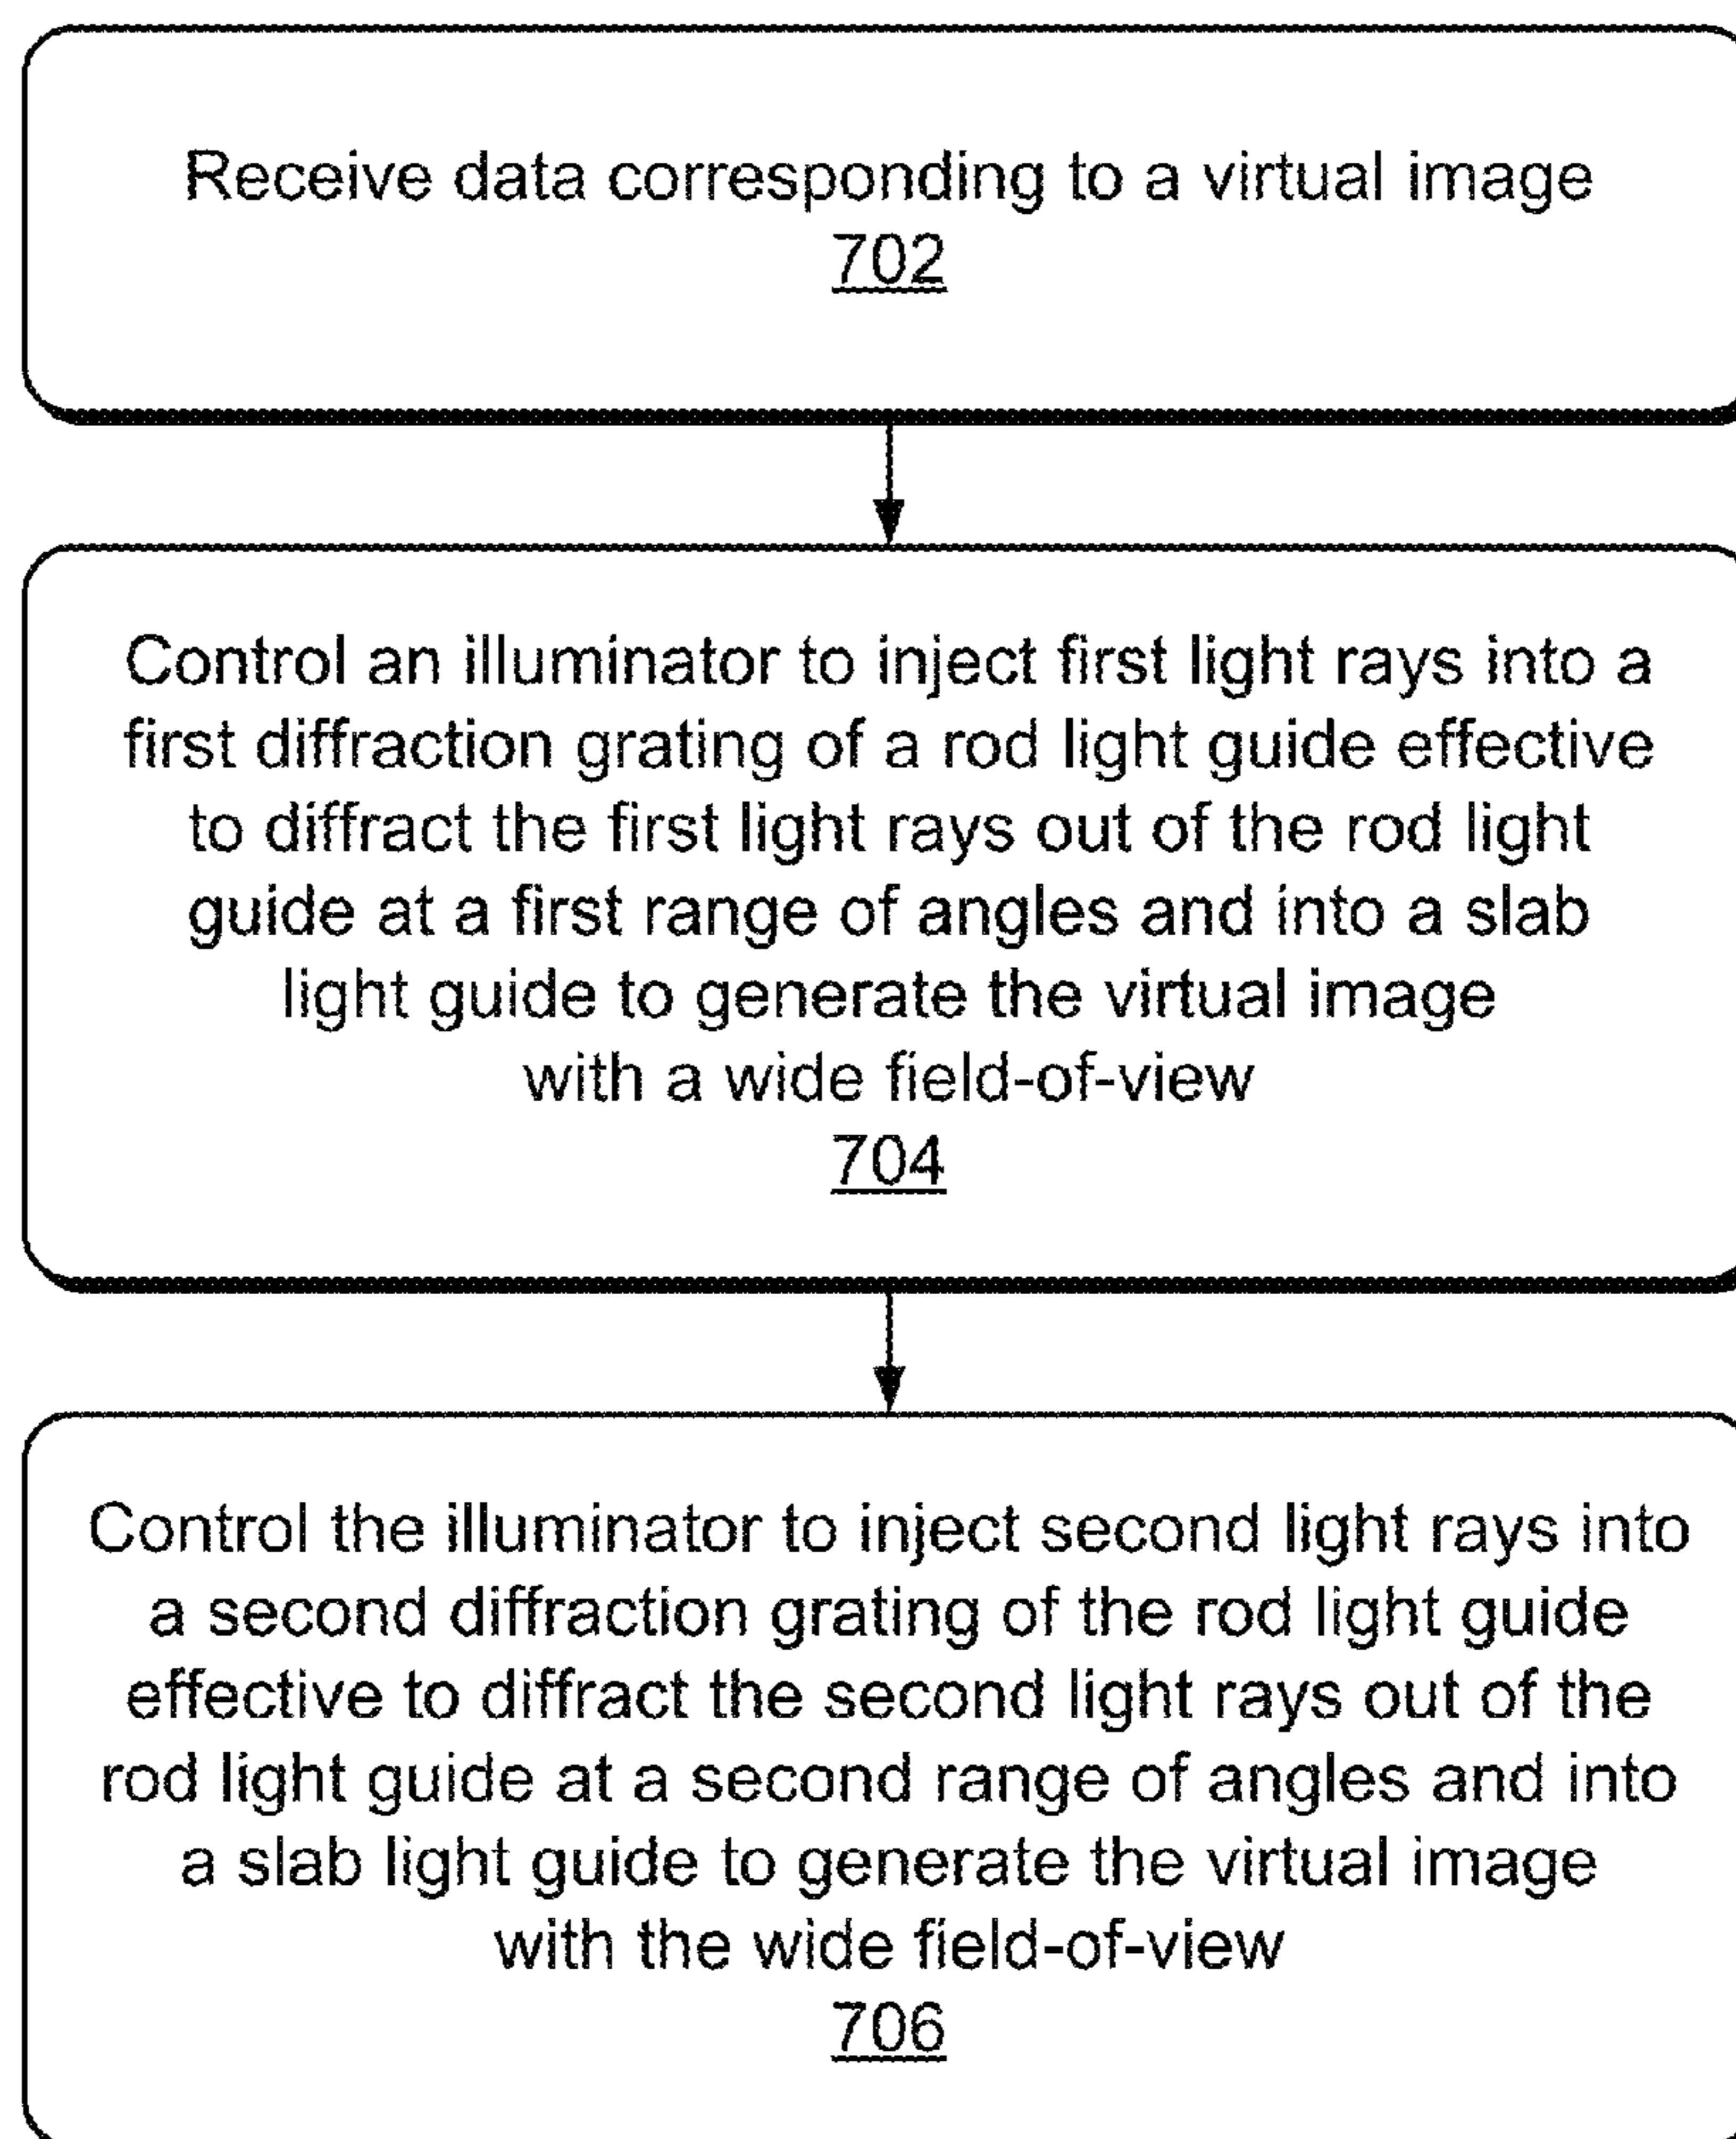 Receive data corresponding to a virtual image
702
Control an illuminator to inject first light rays into a
first diffraction grating of a rod light guide effective
to diffract the first light rays out of the rod light
guide at a first range of angles and into a slab
light guide to generate the virtual image
with a wide field-of-view
704
Control the illuminator to inject second light rays into
a second diffraction grating of the rod light guide
effective to diffract the second light rays out of the
rod light guide at a second range of angles and into
a slab light guide to generate the virtual image
with the wide field-of-view
706